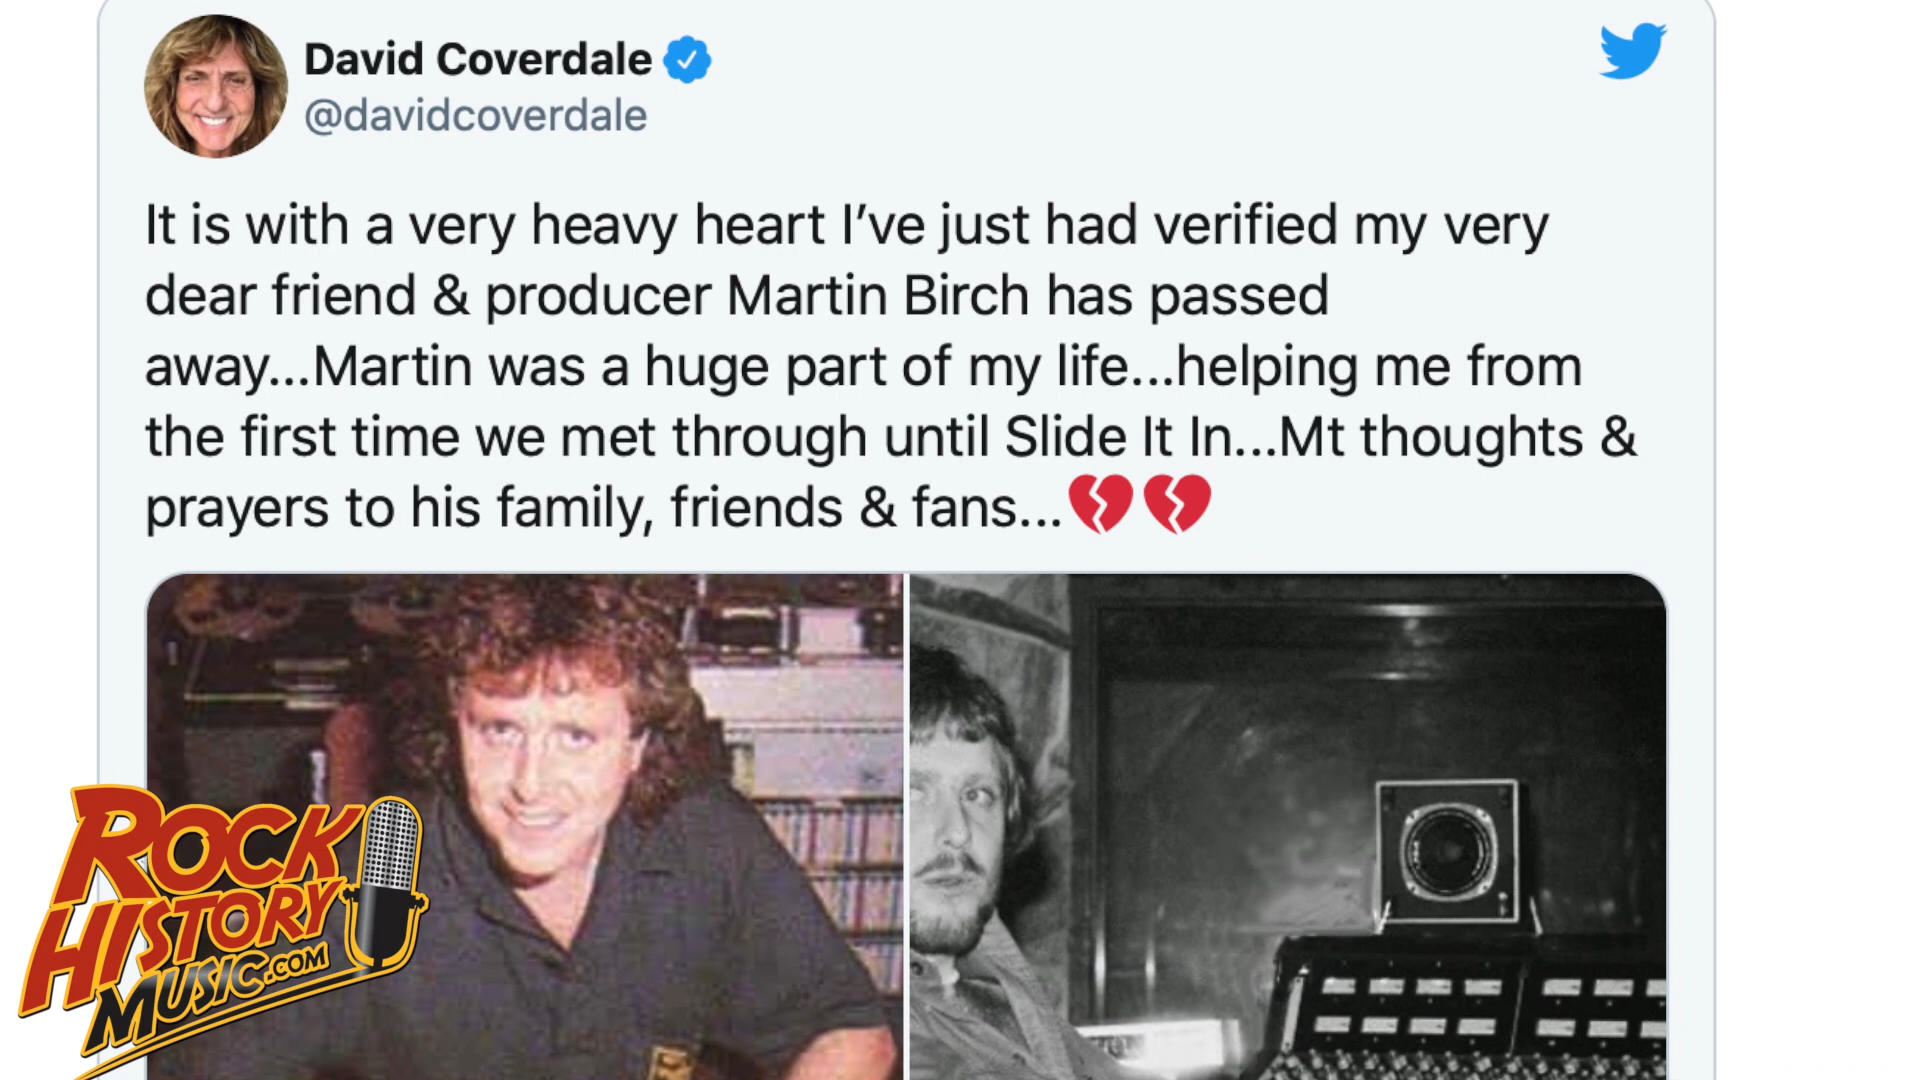 David Coverdale
@davidcoverdale
It is with a very heavy heart I’ve just had verified my very
dear friend & producer Martin Birch has passed
away...Martin was a huge part of my life...helping me from
the first time we met through until Slide It In...Mt thoughts &
prayers to his family, friends & fans...💔💔
ROCK
HISTORY
MUSIC.COM